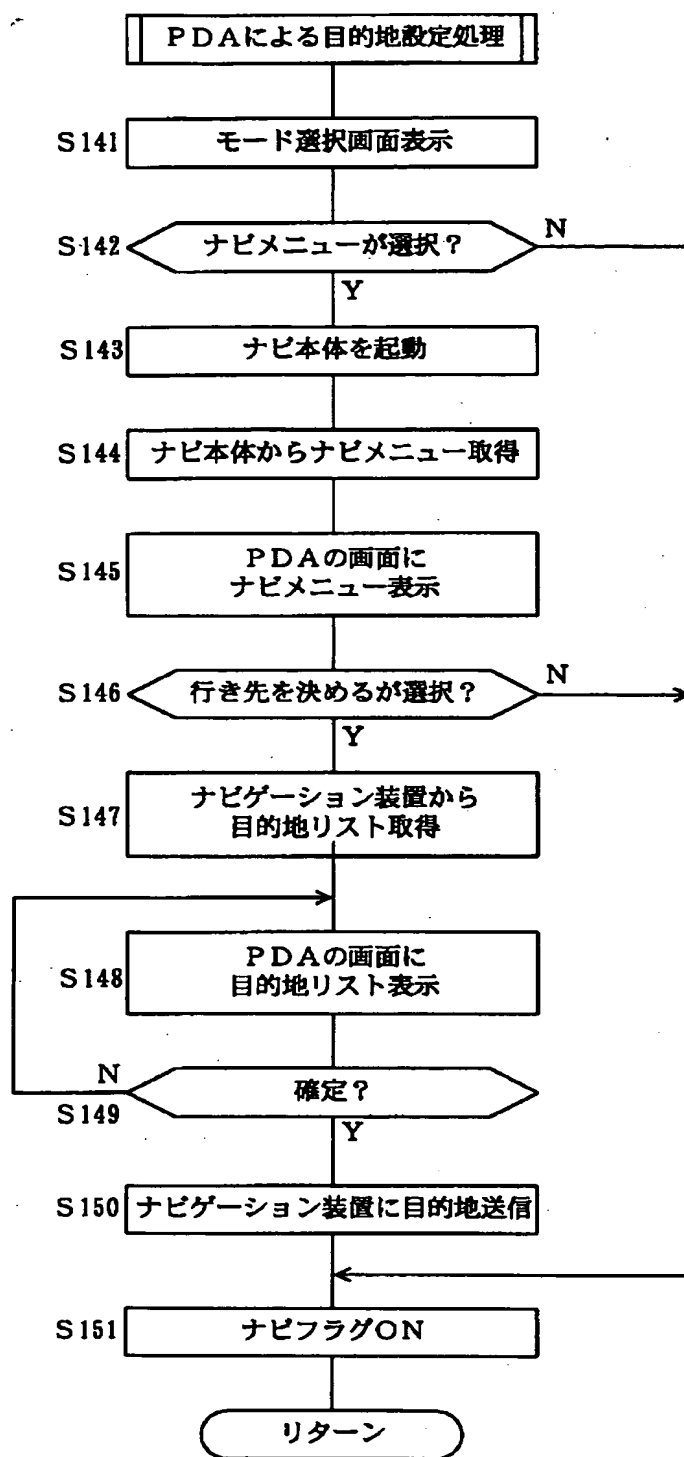 PDAによる目的地設定処理
S141
モード選択画面表示
S142
ナビメニューが選択？
N
Y
S143
ナビ本体を起動
S144
ナビ本体からナビメニュー取得
S145
PDAの画面に
ナビメニュー表示
S146
行き先を決めるが選択？
N
Y
S147
ナビゲーション装置から
目的地リスト取得
S148
PDAの画面に
目的地リスト表示
N
S149
確定？
Y
S150
ナビゲーション装置に目的地送信
S151
ナビフラグON
リターン